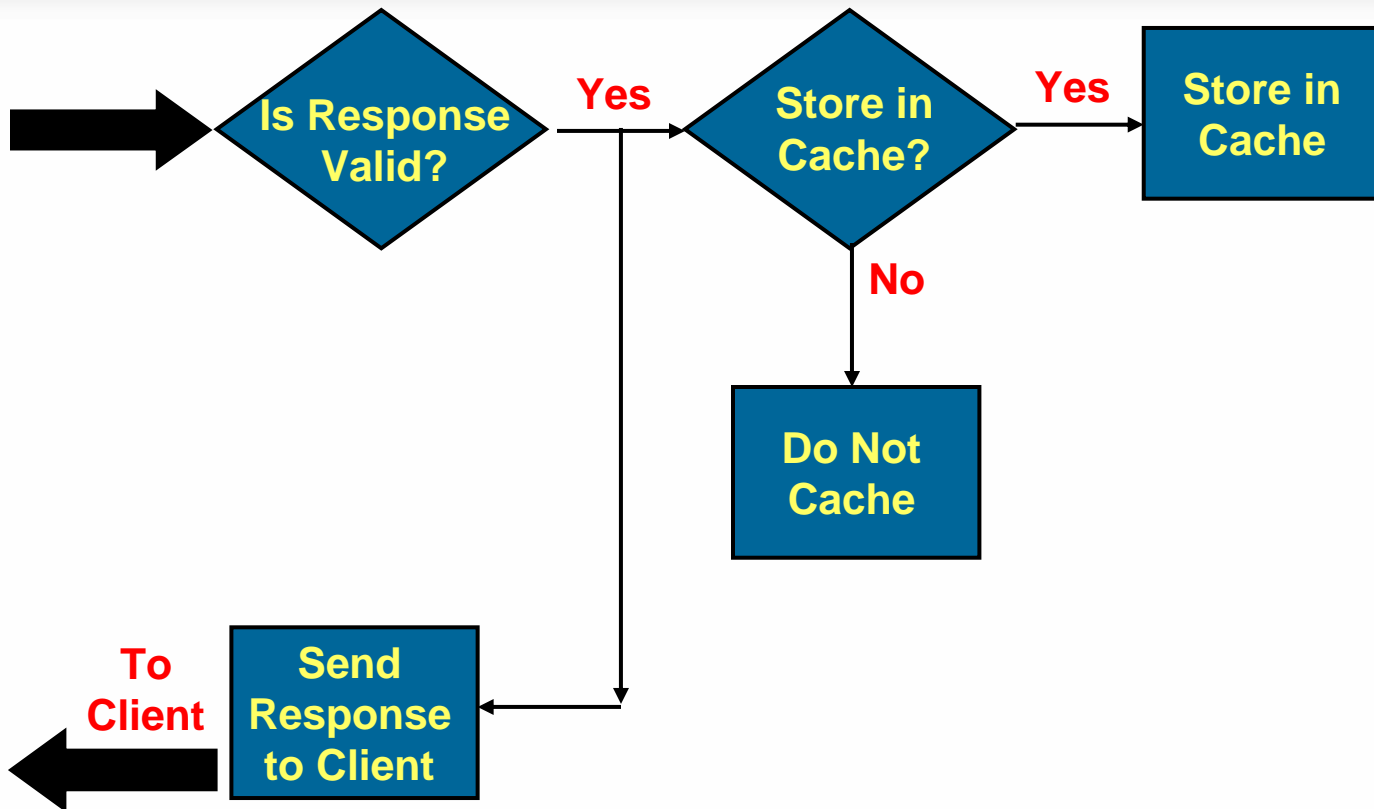 Is Response
Valid?
Yes
Store in
Cache?
Yes
Store in
Cache
No
Do Not
Cache
To
Client
Send
Response
to Client